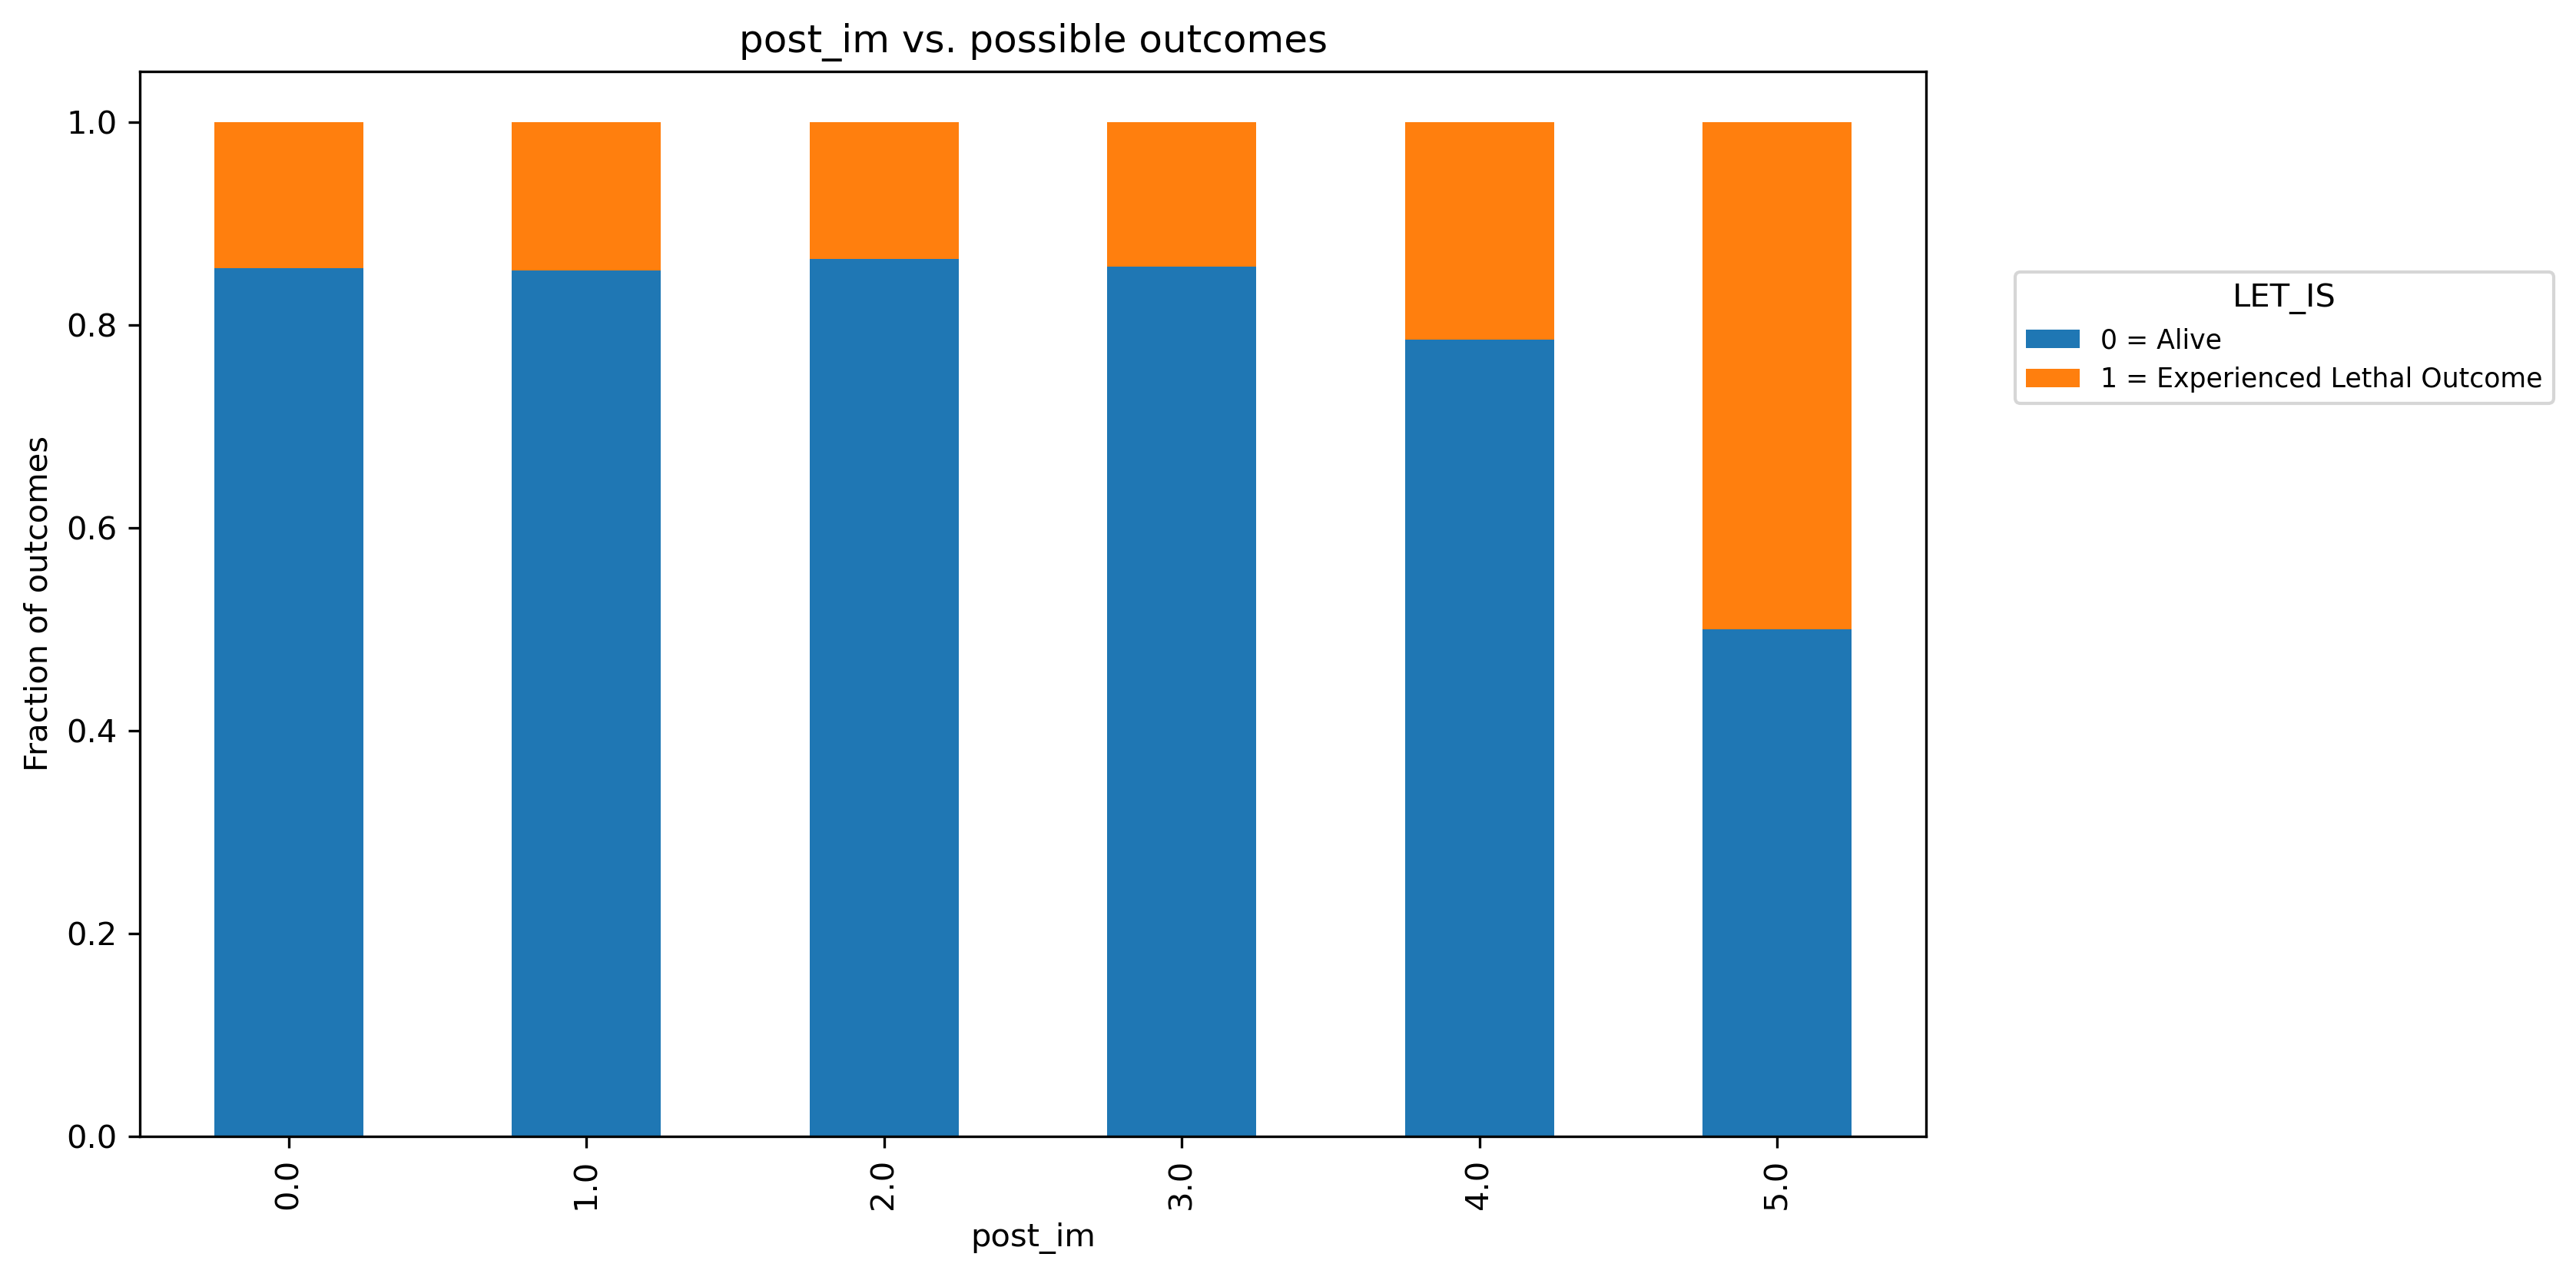 post_im vs. possible outcomes
Fraction of outcomes
1.0
0.8
0.6
0.4
0.2
0.0
0.0
1.0
2.0
3.0
4.0
5.0
post_im
LET_IS
0 = Alive
1 = Experienced Lethal Outcome